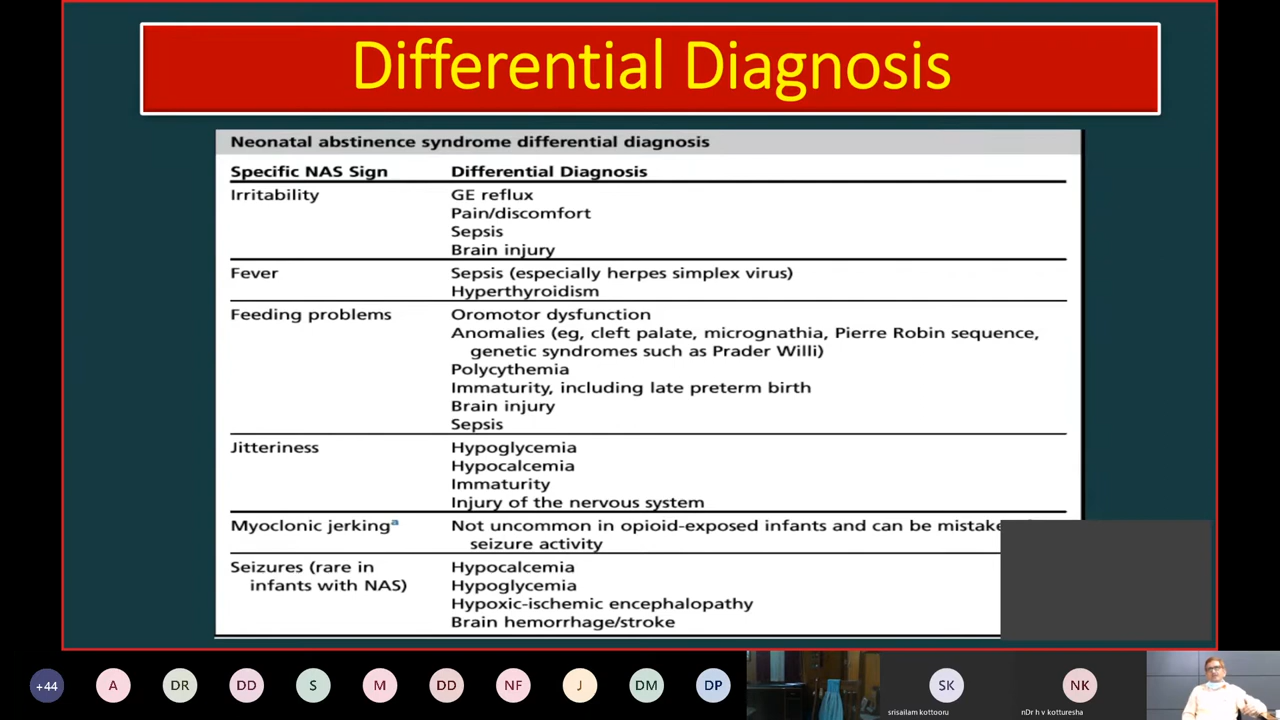 Differential Diagnosis
Neonatal abstinence syndrome differential diagnosis
Specific NAS Sign Differential Diagnosis
Irritability GE reflux
Pain/discomfort
Sepsis
Brain injury
Fever Sepsis (especially herpes simplex virus)
Hyperthyroidism
Feeding problems Oromotor dysfunction
Anomalies (eg, cleft palate, micrognathia, Pierre Robin sequence,
genetic syndromes such as Prader Willi)
Polycythemia
Immaturity, including late preterm birth
Brain injury
Sepsis
Jitteriness Hypoglycemia
Hypocalcemia
Immaturity
Injury of the nervous system
Myoclonic jerkingª Not uncommon in opioid-exposed infants and can be
seizure activity
Seizures (rare in Hypocalcemia
infants with NAS) Hypoglycemia
Hypoxic-ischemic encephalopathy
Brain hemorrhage/stroke
+44 A DR DD S M DD NF J DM DP SK NK
srisailam kottooru nDr h v kotturesha